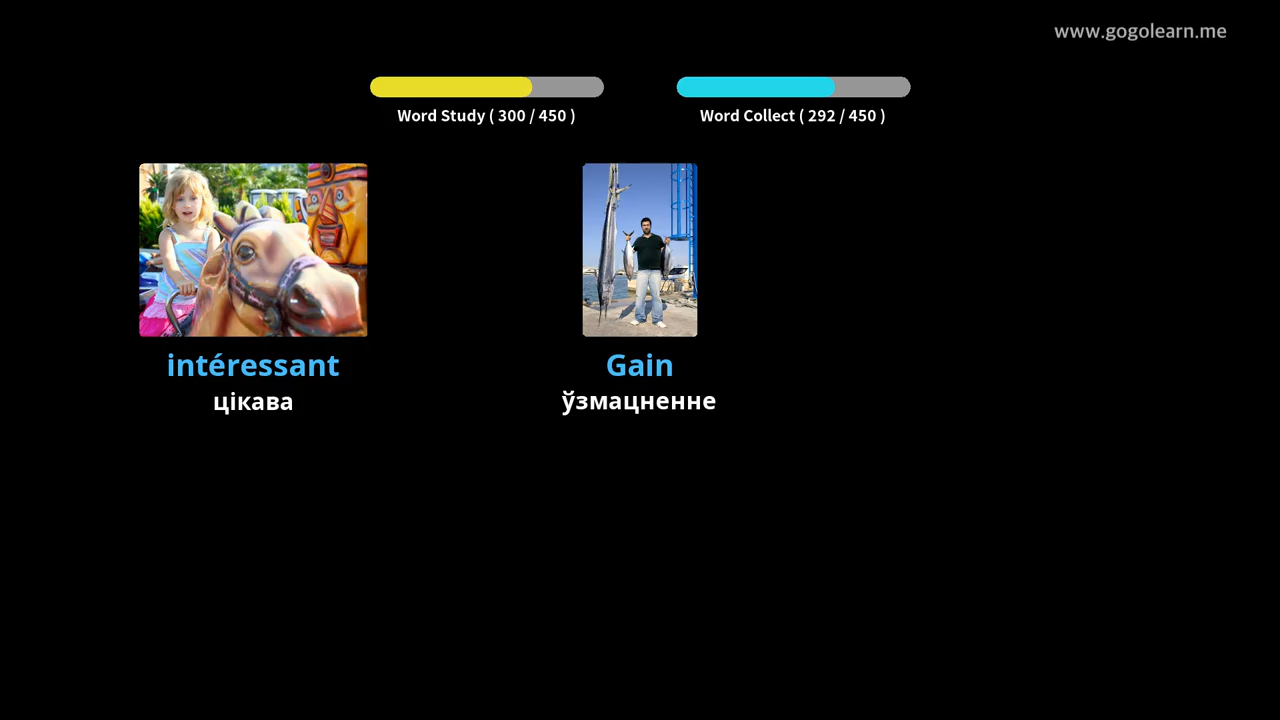 www.gogolearn.me
Word Study ( 300 / 450 )
Word Collect ( 292 / 450 )
intéressant
цікава
Gain
ўзмацненне